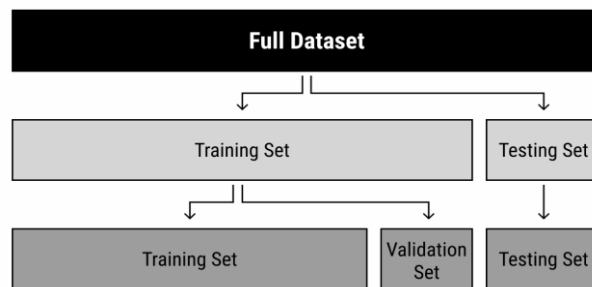 Full Dataset
Training Set
Testing Set
Training Set
Validation
Set
Testing Set